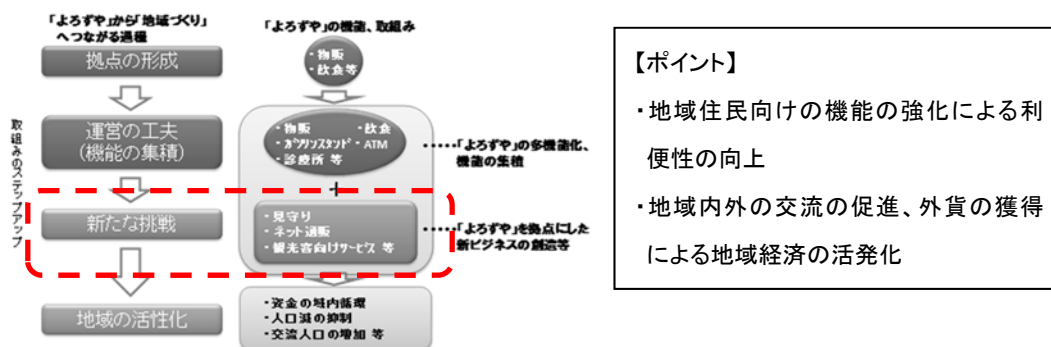 「よろずや」から「地域づくり」
へつながる過程
拠点の形成
運営の工夫
(機能の集積)
新たな挑戦
地域の活性化
取組みのステップアップ
「よろずや」の機能、取組み
・物販
・飲食等
・物販 ・飲食
・ガソリンスタンド ・ATM
・診療所 等
+
・見守り
・ネット通販
・観光客向けサービス 等
・資金の域内循環
・人口減の抑制
・交流人口の増加 等
「よろずや」の多機能化、
機能の集積
「よろずや」を拠点にした
新ビジネスの創造等
【ポイント】
・地域住民向けの機能の強化による利
便性の向上
・地域内外の交流の促進、外貨の獲得
による地域経済の活発化